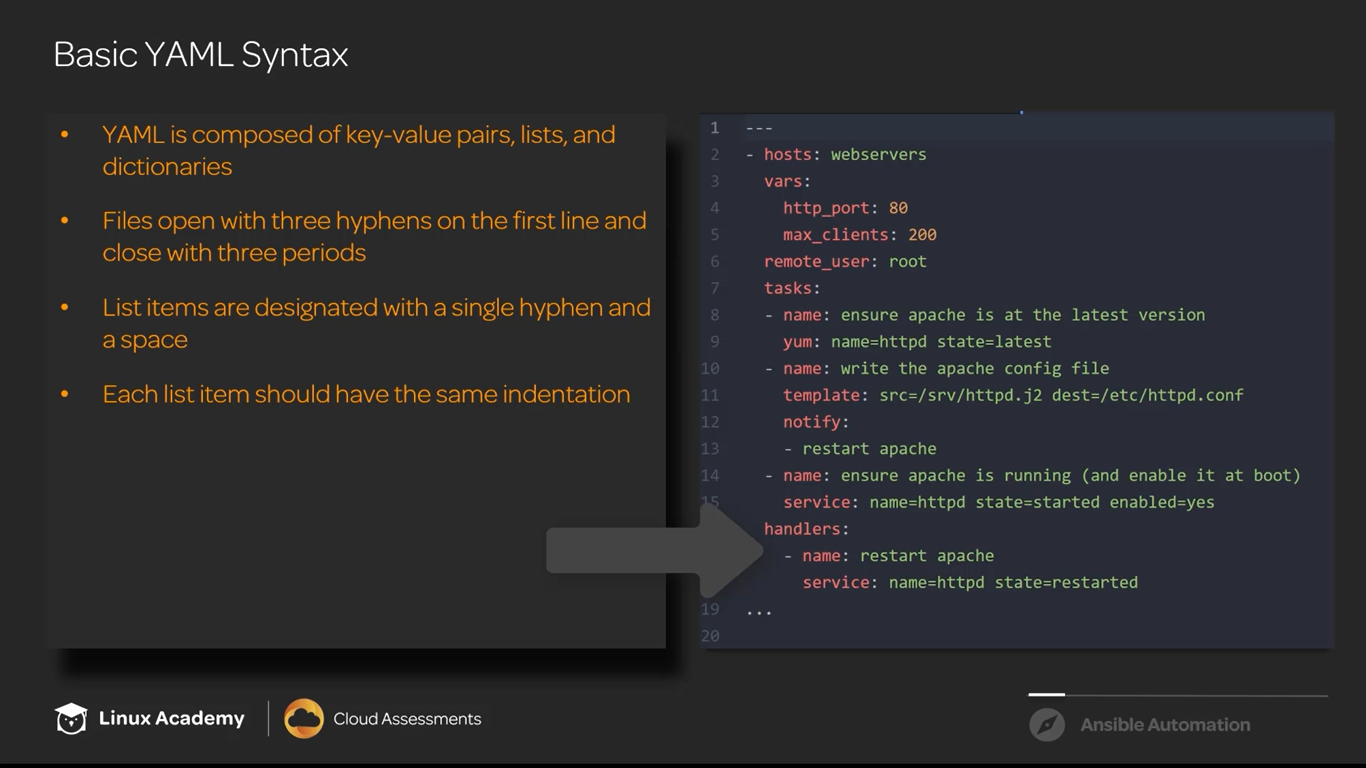 Basic YAML Syntax
• YAML is composed of key-value pairs, lists, and
dictionaries
• Files open with three hyphens on the first line and
close with three periods
• List items are designated with a single hyphen and
a space
• Each list item should have the same indentation
1 ---
2 - hosts: webservers
3   vars:
4     http_port: 80
5     max_clients: 200
6   remote_user: root
7   tasks:
8   - name: ensure apache is at the latest version
9     yum: name=httpd state=latest
10   - name: write the apache config file
11     template: src=/srv/httpd.j2 dest=/etc/httpd.conf
12     notify:
13     - restart apache
14   - name: ensure apache is running (and enable it at boot)
15     service: name=httpd state=started enabled=yes
  handlers:
    - name: restart apache
      service: name=httpd state=restarted
19 ...
20
Linux Academy
Cloud Assessments
Ansible Automation